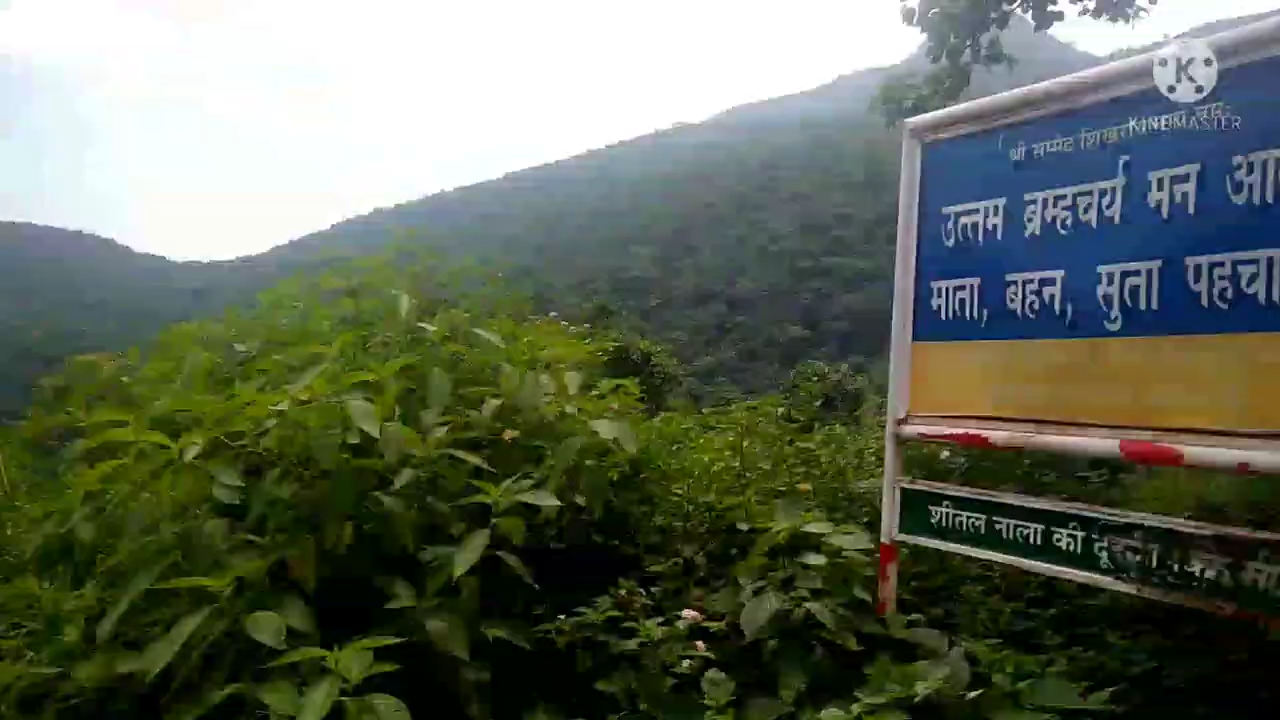 K
KINEMASTER
श्री सम्मेद शिखर
उत्तम ब्रम्हचर्य मन आ
माता, बहन, सुता पहचा
शीतल नाला की दूरी